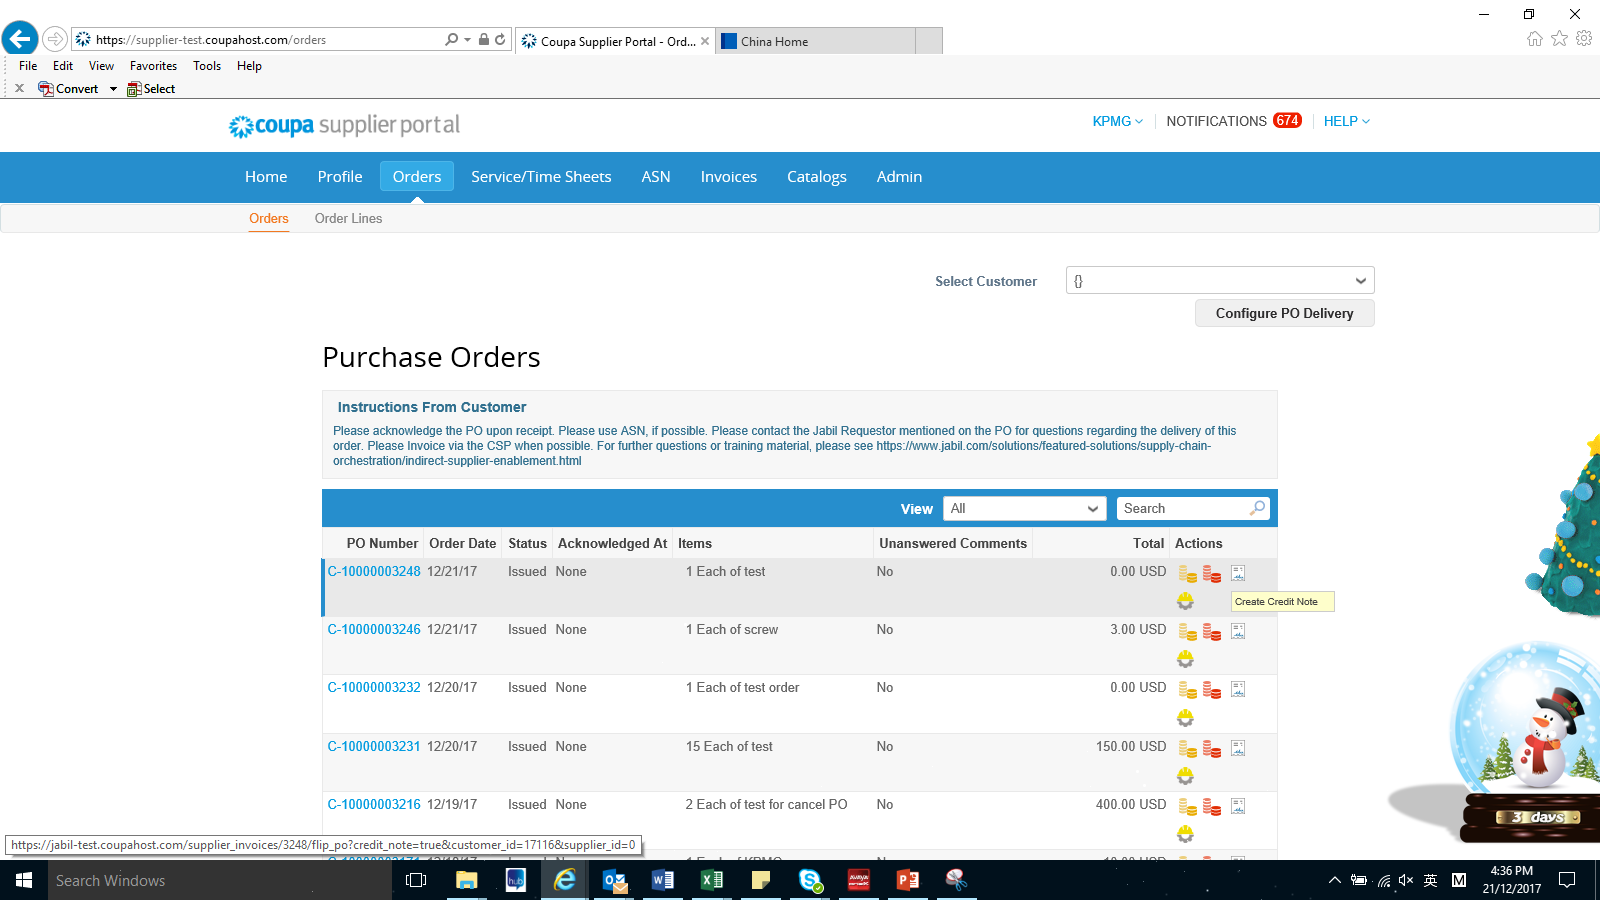 https://supplier-test.coupahost.com/orders
Coupa Supplier Portal - Ord...
China Home
File Edit View Favorites Tools Help
x Convert Select
coupa supplier portal
KPMG NOTIFICATIONS 674 HELP
Home Profile Orders Service/Time Sheets ASN Invoices Catalogs Admin
Orders Order Lines
Select Customer {}
Configure PO Delivery
Purchase Orders
Instructions From Customer
Please acknowledge the PO upon receipt. Please use ASN, if possible. Please contact the Jabil Requestor mentioned on the PO for questions regarding the delivery of this
order. Please Invoice via the CSP when possible. For further questions or training material, please see https://www.jabil.com/solutions/featured-solutions/supply-chain-
orchestration/indirect-supplier-enablement.html
View All Search
PO Number Order Date Status Acknowledged At Items Unanswered Comments Total Actions
C-10000003248 12/21/17 Issued None 1 Each of test No 0.00 USD
Create Credit Note
C-10000003246 12/21/17 Issued None 1 Each of screw No 3.00 USD
C-10000003232 12/20/17 Issued None 1 Each of test order No 0.00 USD
C-10000003231 12/20/17 Issued None 15 Each of test No 150.00 USD
C-10000003216 12/19/17 Issued None 2 Each of test for cancel PO No 400.00 USD
3 days
https://jabil-test.coupahost.com/supplier_invoices/3248/flip_po?credit_note=true&customer_id=17116&supplier_id=0
Search Windows
hub
英 M
4:36 PM
21/12/2017